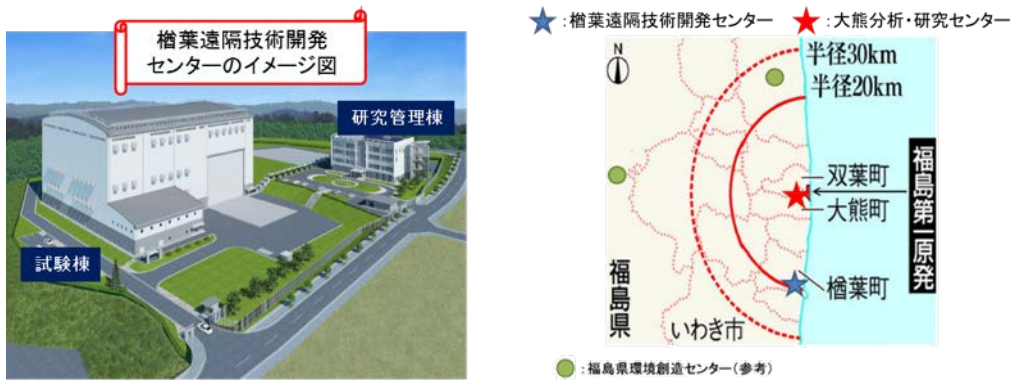 楢葉遠隔技術開発
センターのイメージ図
研究管理棟
試験棟
:楢葉遠隔技術開発センター
:大熊分析・研究センター
N
半径30km
半径20km
双葉町
大熊町
福島第一原発
楢葉町
福島県
いわき市
:福島県環境創造センター(参考)